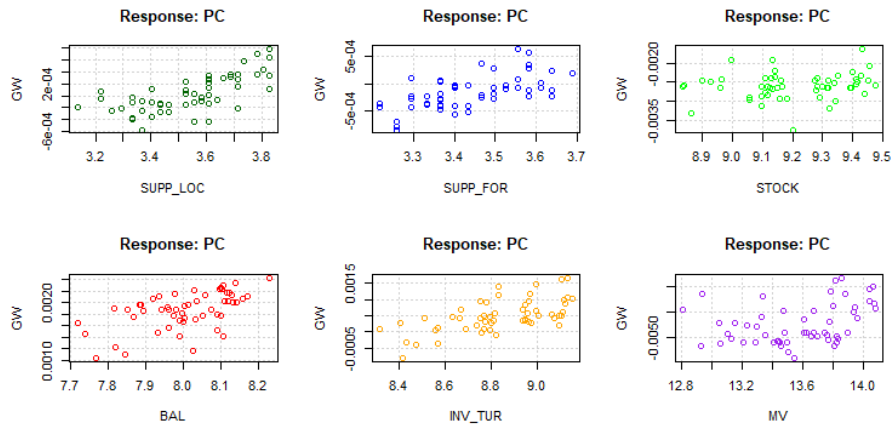 Response: PC
GW
2e-04
-6e-04
3.2 3.4 3.6 3.8
SUPP_LOC
Response: PC
GW
5e-04
-5e-04
3.3 3.4 3.5 3.6 3.7
SUPP_FOR
Response: PC
GW
-0.0020
-0.0035
8.9 9.0 9.1 9.2 9.3 9.4 9.5
STOCK
Response: PC
GW
0.0020
0.0010
7.7 7.8 7.9 8.0 8.1 8.2
BAL
Response: PC
GW
0.0015
-0.0005
8.4 8.6 8.8 9.0
INV_TUR
Response: PC
GW
-0.0050
12.8 13.2 13.6 14.0
MV